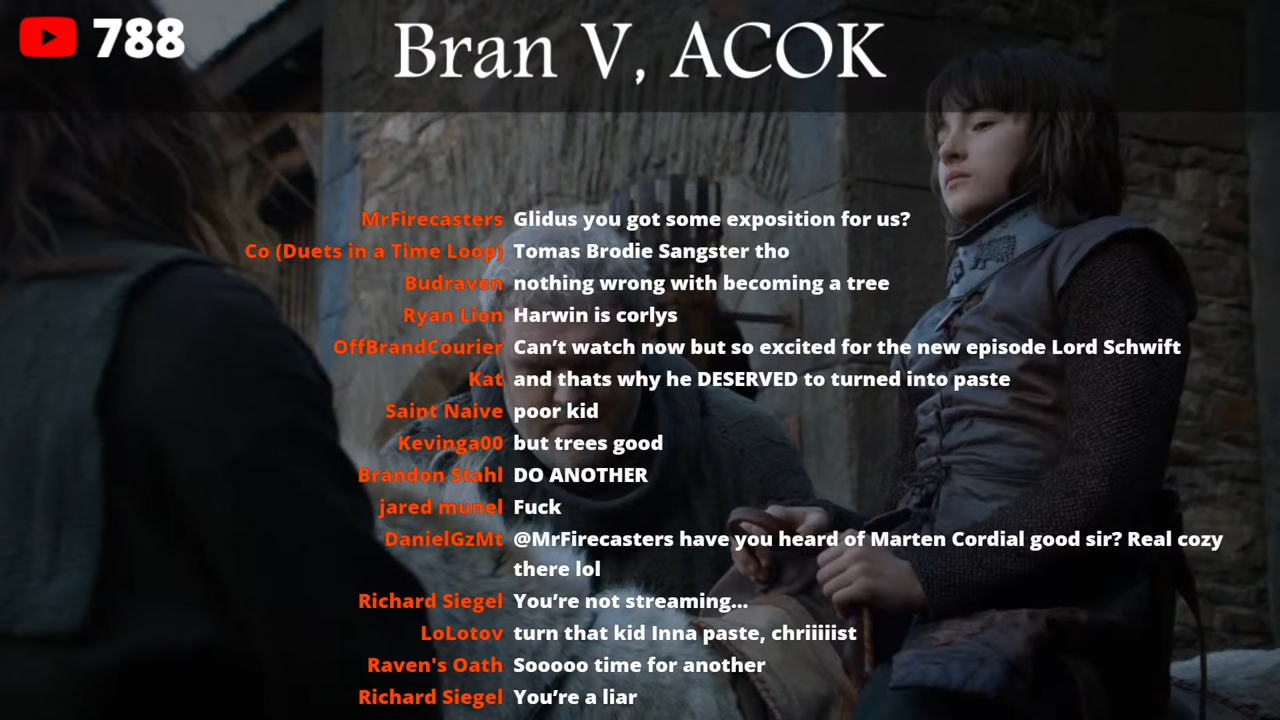 788
Bran V, ACOK
MrFirecasters Glidus you got some exposition for us?
Co (Duets in a Time Loop) Tomas Brodie Sangster tho
Budraven nothing wrong with becoming a tree
Ryan Lion Harwin is corlys
OffBrandCourier Can’t watch now but so excited for the new episode Lord Schwift
Kat and thats why he DESERVED to turned into paste
Saint Naive poor kid
Kevinga00 but trees good
Brandon Stahl DO ANOTHER
jared munel Fuck
DanielGzMt @MrFirecasters have you heard of Marten Cordial good sir? Real cozy
there lol
Richard Siegel You’re not streaming...
LoLotov turn that kid Inna paste, chriiiiist
Raven's Oath Sooooo time for another
Richard Siegel You’re a liar